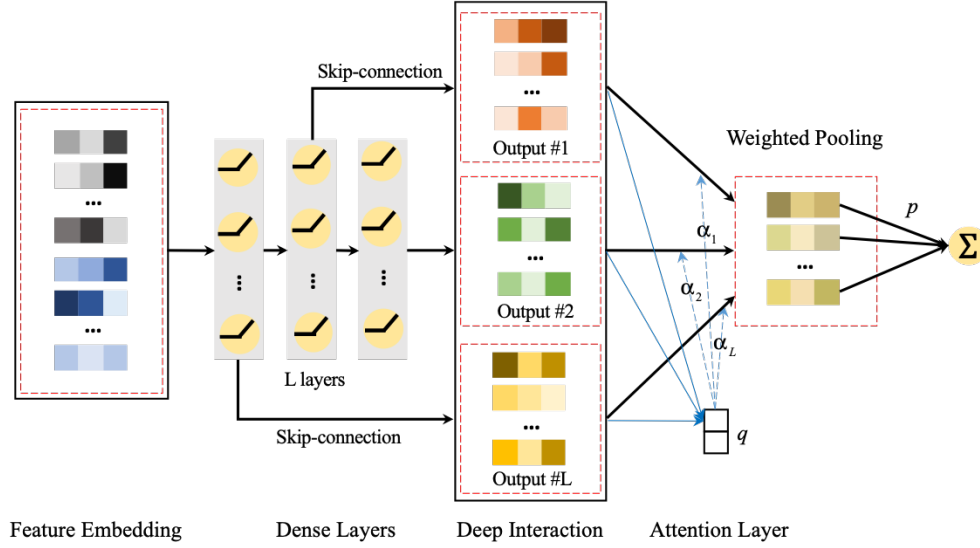 Skip-connection
Output #1
Weighted Pooling
...
...
...
...
...
p
Σ
α1
α2
αL
Output #2
L layers
Skip-connection
...
Output #L
q
Feature Embedding
Dense Layers
Deep Interaction
Attention Layer